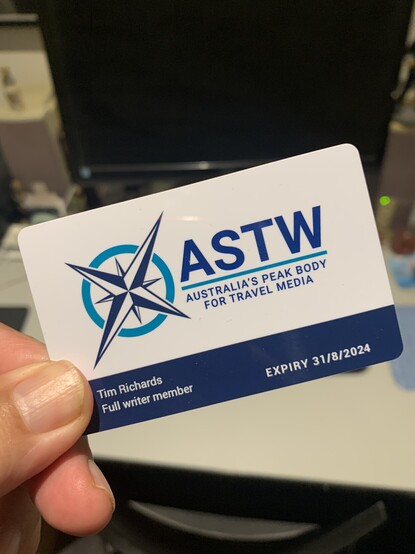 ASTW
AUSTRALIA'S PEAK BODY
FOR TRAVEL MEDIA
Tim Richards
Full writer member
EXPIRY 31/8/2024